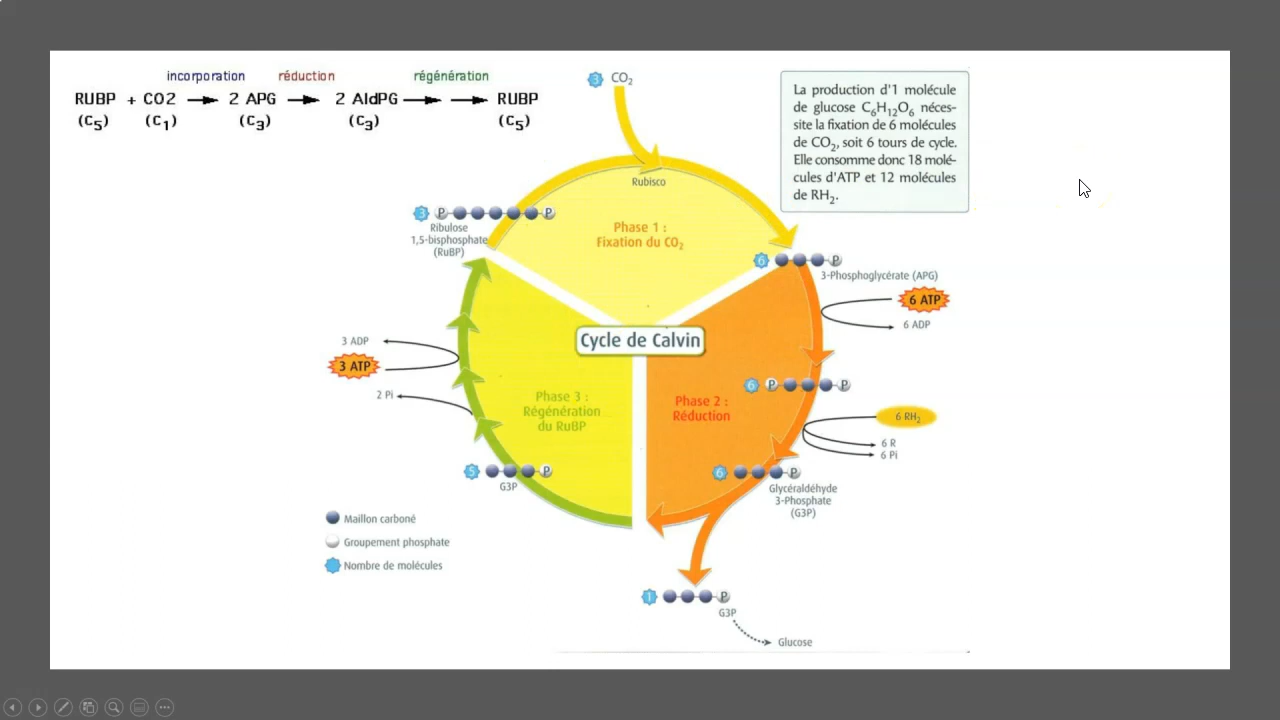 incorporation réduction régénération
RUBP + CO2 → 2 APG → 2 AldPG → → RUBP
(C5) (C1) (C3) (C3) (C5)
3 CO2
La production d'1 molécule
de glucose C6H12O6 néces-
site la fixation de 6 molécules
de CO2, soit 6 tours de cycle.
Elle consomme donc 18 molé-
cules d'ATP et 12 molécules
de RH2.
Rubisco
3 P P
Ribulose
1,5-bisphosphate
(RuBP)
Phase 1 :
Fixation du CO2
6 P
3-Phosphoglycérate (APG)
6 ATP
6 ADP
Cycle de Calvin
3 ADP
3 ATP
2 Pi
6 P P
Phase 2 :
Réduction
Phase 3 :
Régénération
du RuBP
6 RH2
6 R
6 Pi
5 P
G3P
6 P
Glycéraldéhyde
3-Phosphate
(G3P)
Maillon carboné
Groupement phosphate
Nombre de molécules
1 P
G3P
Glucose